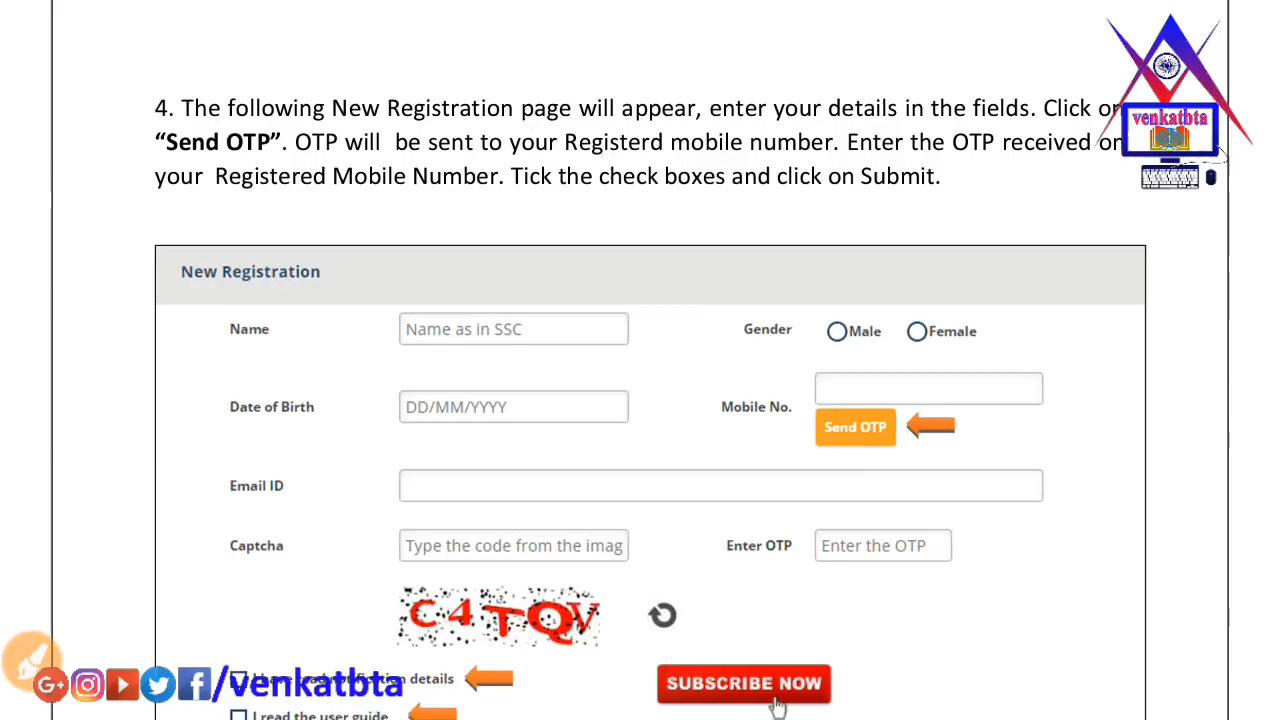 4. The following New Registration page will appear, enter your details in the fields. Click on
“Send OTP”. OTP will be sent to your Registerd mobile number. Enter the OTP received on
your Registered Mobile Number. Tick the check boxes and click on Submit.
venkatbta
New Registration
Name Name as in SSC Gender Male Female
Date of Birth DD/MM/YYYY Mobile No.
Send OTP
Email ID
Captcha Type the code from the imag Enter OTP Enter the OTP
C4TQV
I have read notification details
/venkatbta
SUBSCRIBE NOW
I read the user guide